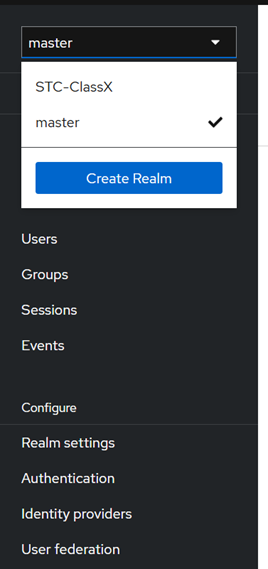 master
STC-ClassX
master
Create Realm
Users
Groups
Sessions
Events
Configure
Realm settings
Authentication
Identity providers
User federation